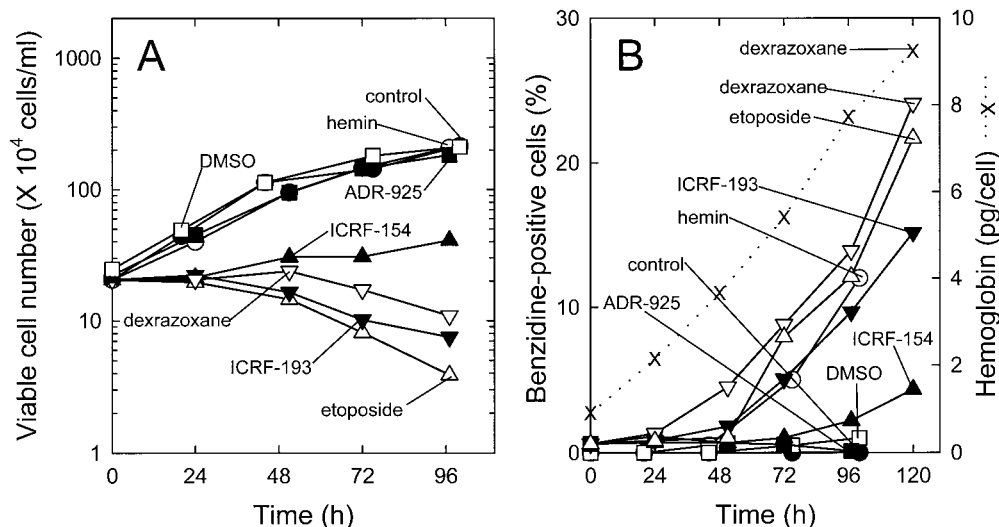 A
Viable cell number (X 10⁴ cells/ml)
1000
100
10
1
control
hemin
DMSO
ADR-925
ICRF-154
dexrazoxane
ICRF-193
etoposide
0 24 48 72 96
Time (h)
B
Benzidine-positive cells (%)
30
20
10
0
dexrazoxane
dexrazoxane
etoposide
ICRF-193
hemin
control
ADR-925
ICRF-154
DMSO
0 24 48 72 96 120
Time (h)
10
8
6
4
2
0
Hemoglobin (pg/cell) ··x··